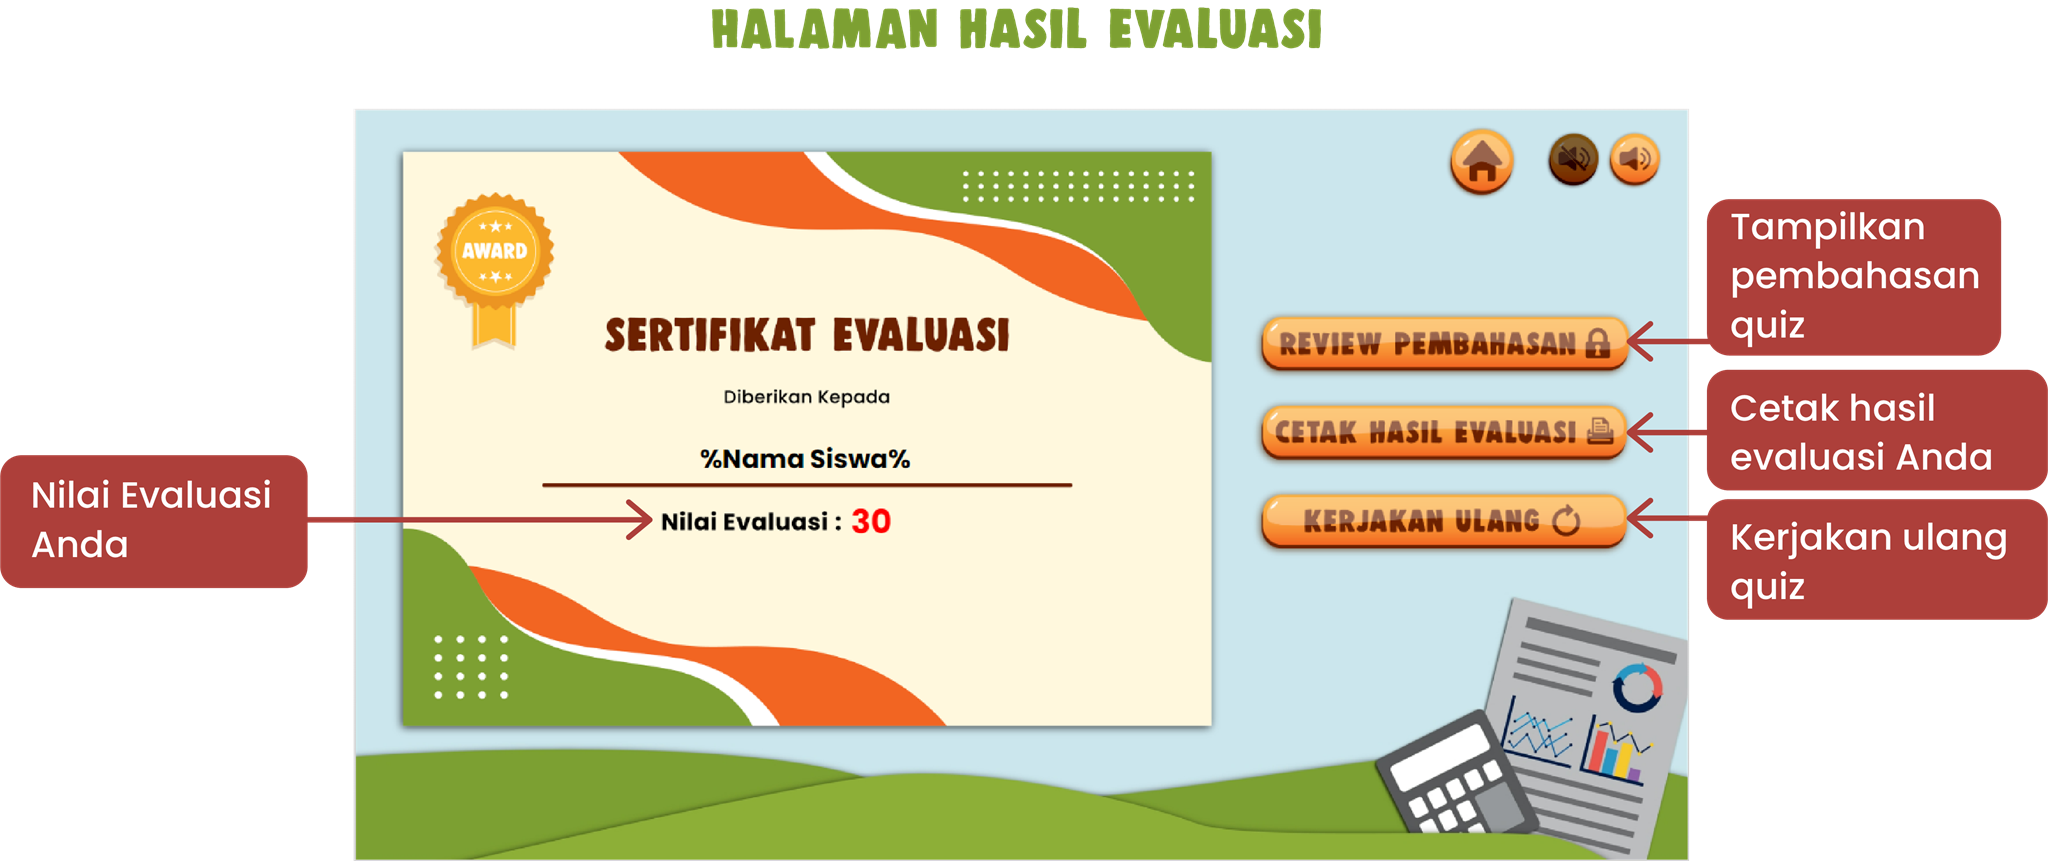 HALAMAN HASIL EVALUASI
AWARD
SERTIFIKAT EVALUASI
Diberikan Kepada
%Nama Siswa%
Nilai Evaluasi : 30
Nilai Evaluasi
Anda
REVIEW PEMBAHASAN
CETAK HASIL EVALUASI
KERJAKAN ULANG
Tampilkan
pembahasan
quiz
Cetak hasil
evaluasi Anda
Kerjakan ulang
quiz